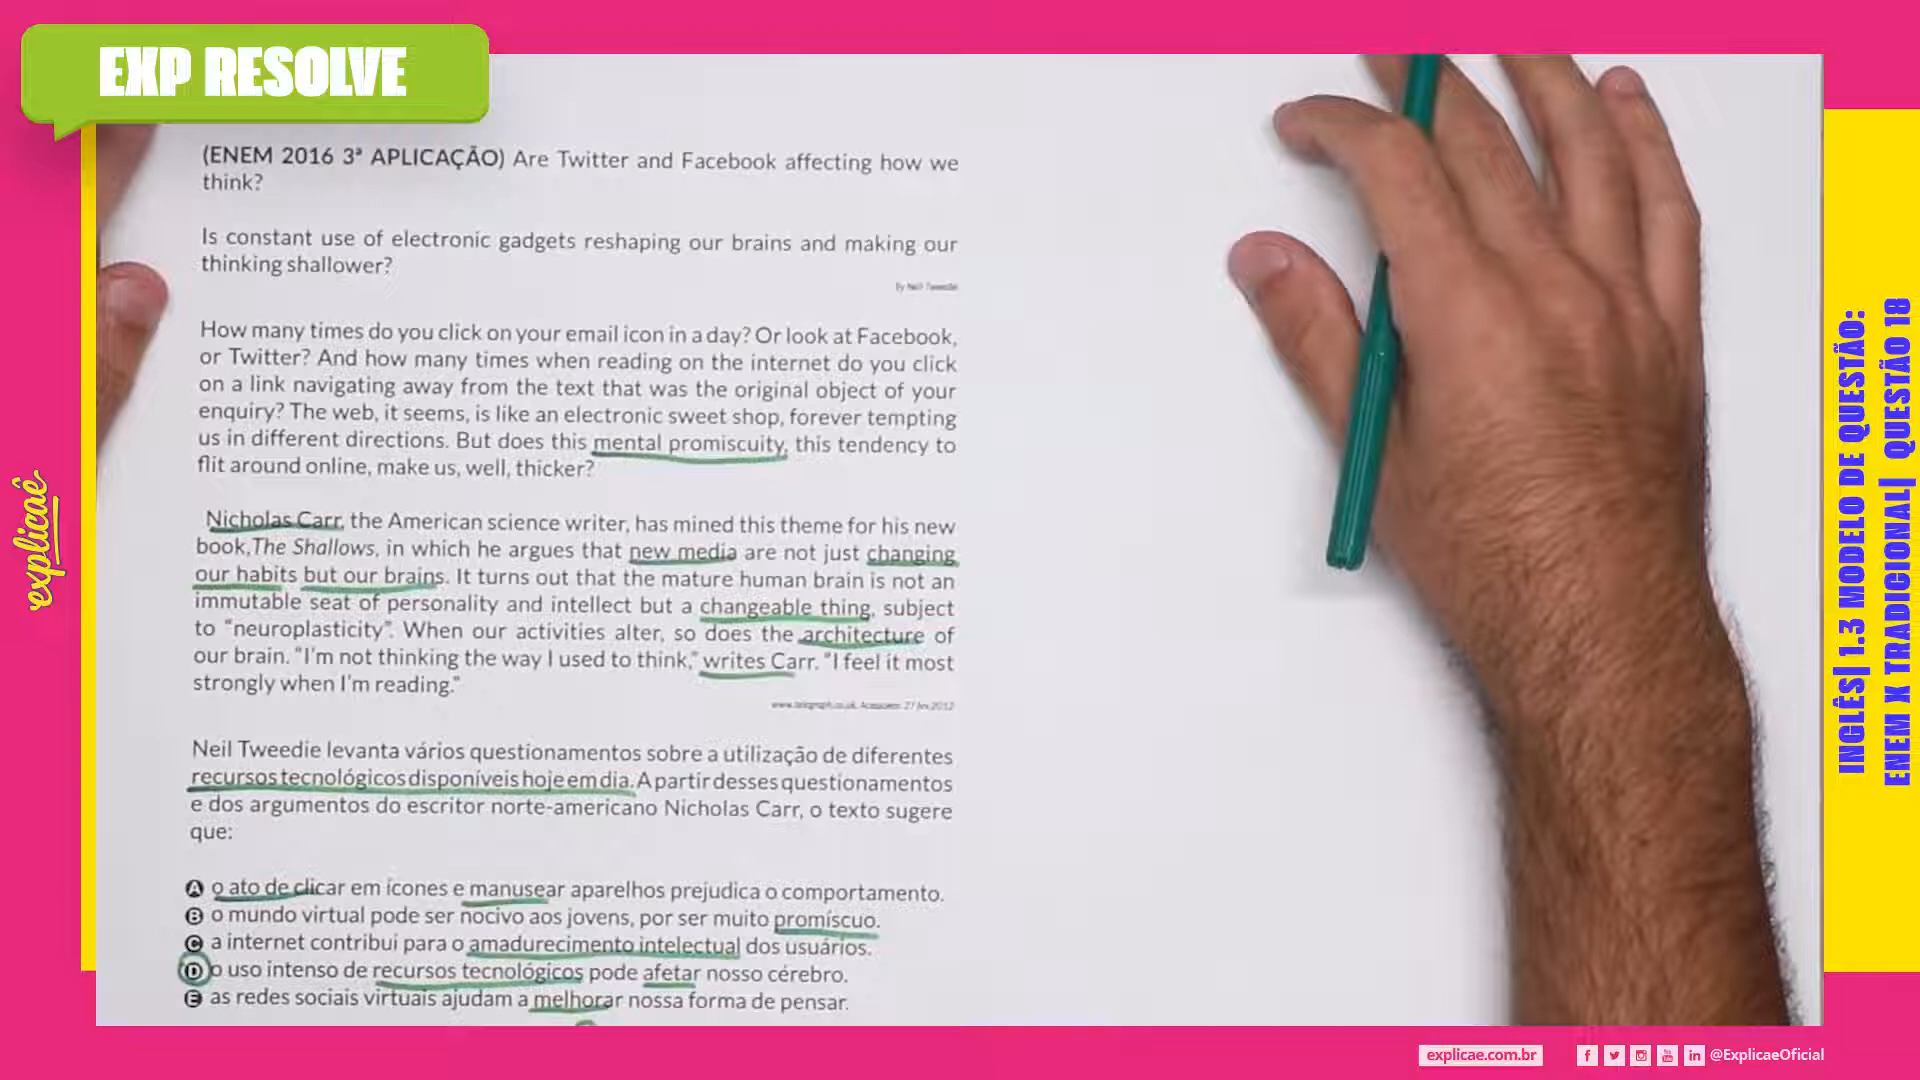 EXP RESOLVE
(ENEM 2016 3ª APLICAÇÃO) Are Twitter and Facebook affecting how we
think?
Is constant use of electronic gadgets reshaping our brains and making our
thinking shallower?
By Neil Tweedie
How many times do you click on your email icon in a day? Or look at Facebook,
or Twitter? And how many times when reading on the internet do you click
on a link navigating away from the text that was the original object of your
enquiry? The web, it seems, is like an electronic sweet shop, forever tempting
us in different directions. But does this mental promiscuity, this tendency to
flit around online, make us, well, thicker?
Nicholas Carr, the American science writer, has mined this theme for his new
book,The Shallows, in which he argues that new media are not just changing
our habits but our brains. It turns out that the mature human brain is not an
immutable seat of personality and intellect but a changeable thing, subject
to “neuroplasticity”. When our activities alter, so does the architecture of
our brain. “I’m not thinking the way I used to think,” writes Carr. “I feel it most
strongly when I’m reading.”
www.telegraph.co.uk. Acesso em: 27 fev.2012
Neil Tweedie levanta vários questionamentos sobre a utilização de diferentes
recursos tecnológicos disponíveis hoje em dia. A partir desses questionamentos
e dos argumentos do escritor norte-americano Nicholas Carr, o texto sugere
que:
A o ato de clicar em ícones e manusear aparelhos prejudica o comportamento.
B o mundo virtual pode ser nocivo aos jovens, por ser muito promíscuo.
C a internet contribui para o amadurecimento intelectual dos usuários.
D o uso intenso de recursos tecnológicos pode afetar nosso cérebro.
E as redes sociais virtuais ajudam a melhorar nossa forma de pensar.
explicaê
INGLÊS| 1.3 MODELO DE QUESTÃO:
ENEM X TRADICIONAL| QUESTÃO 18
explicae.com.br
@ExplicaeOficial